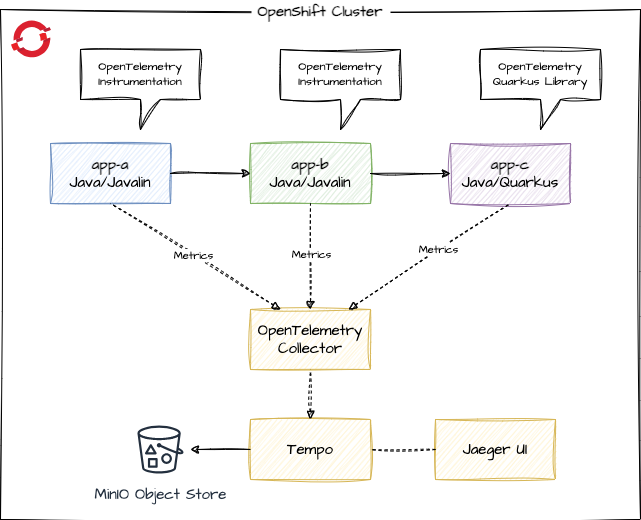 OpenShift Cluster
OpenTelemetry
Instrumentation
OpenTelemetry
Instrumentation
OpenTelemetry
Quarkus Library
app-a
Java/Javalin
app-b
Java/Javalin
app-c
Java/Quarkus
Metrics
Metrics
Metrics
OpenTelemetry
Collector
Tempo
Jaeger UI
MinIO Object Store